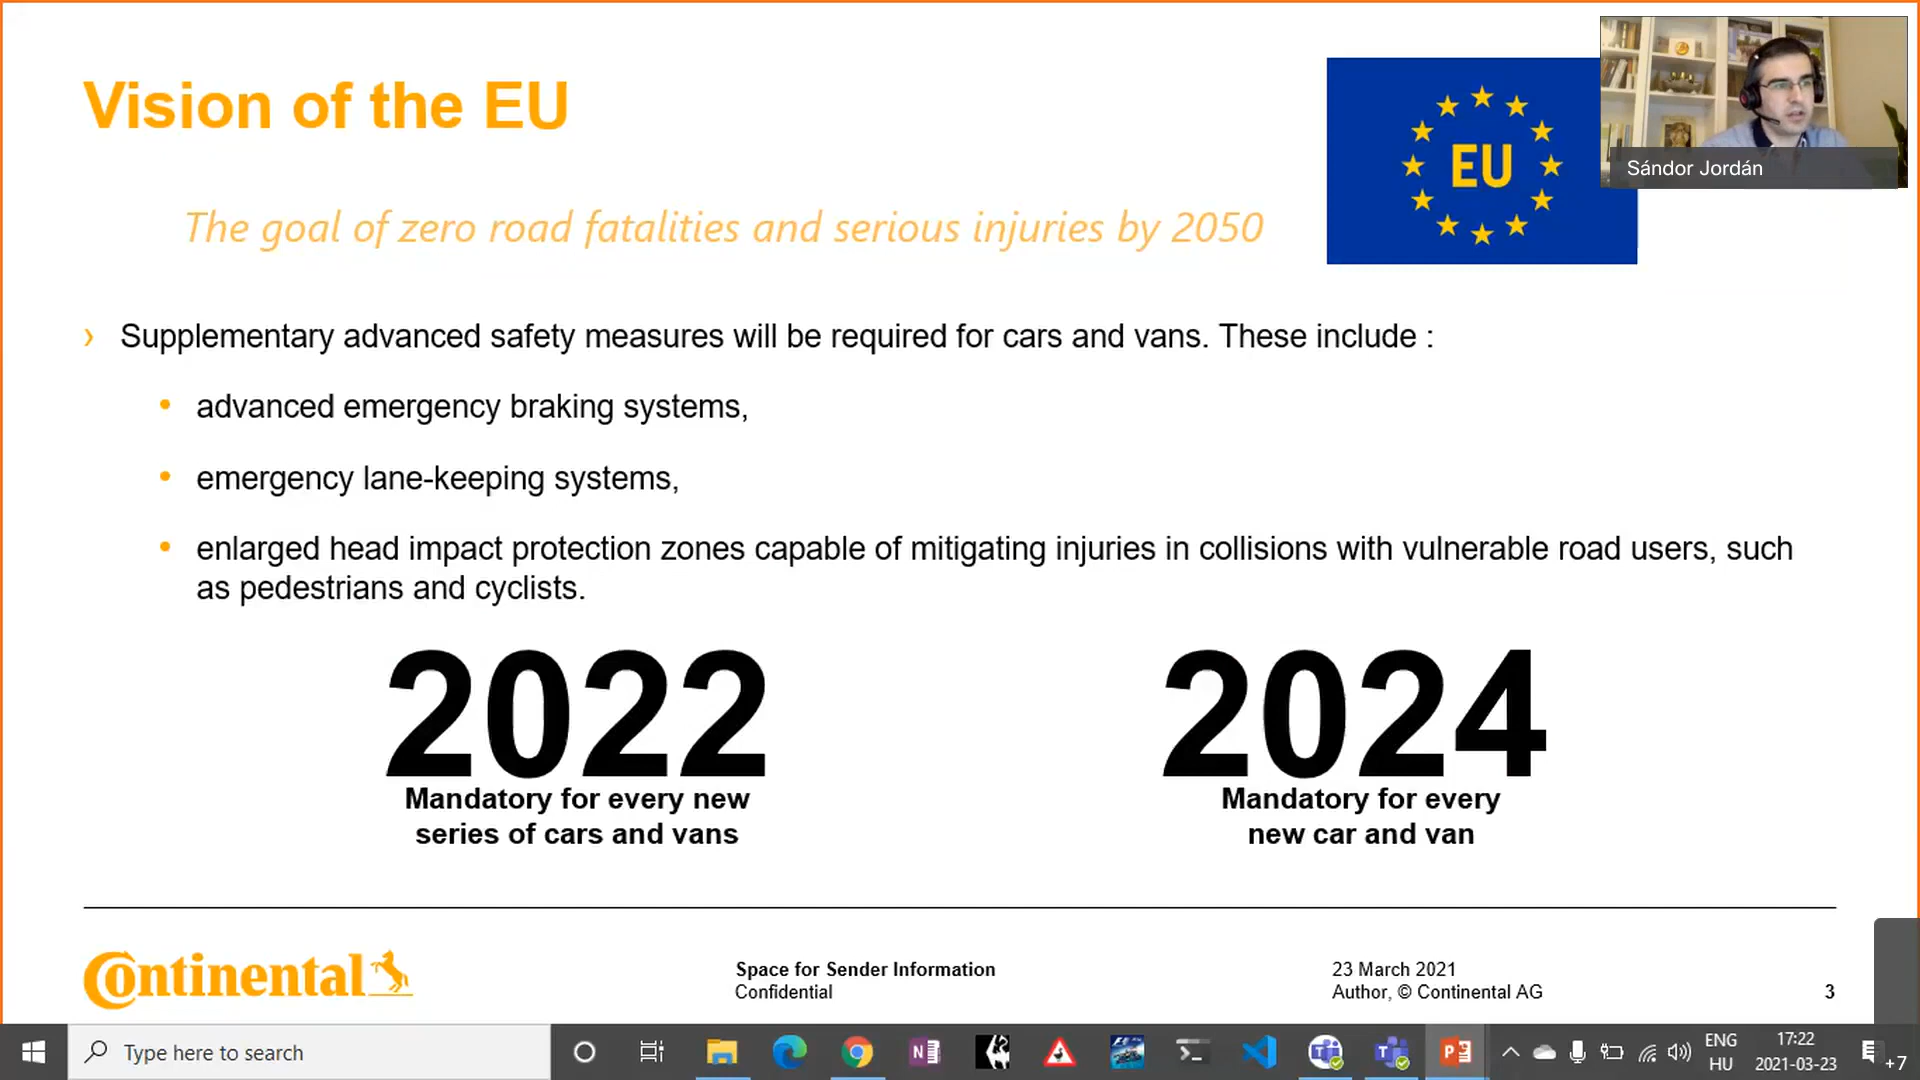 Vision of the EU
EU
Sándor Jordán
The goal of zero road fatalities and serious injuries by 2050
› Supplementary advanced safety measures will be required for cars and vans. These include :
• advanced emergency braking systems,
• emergency lane-keeping systems,
• enlarged head impact protection zones capable of mitigating injuries in collisions with vulnerable road users, such
as pedestrians and cyclists.
2022
Mandatory for every new
series of cars and vans
2024
Mandatory for every
new car and van
Continental
Space for Sender Information
Confidential
23 March 2021
Author, © Continental AG
3
Type here to search
ENG
HU
17:22
2021-03-23
+7